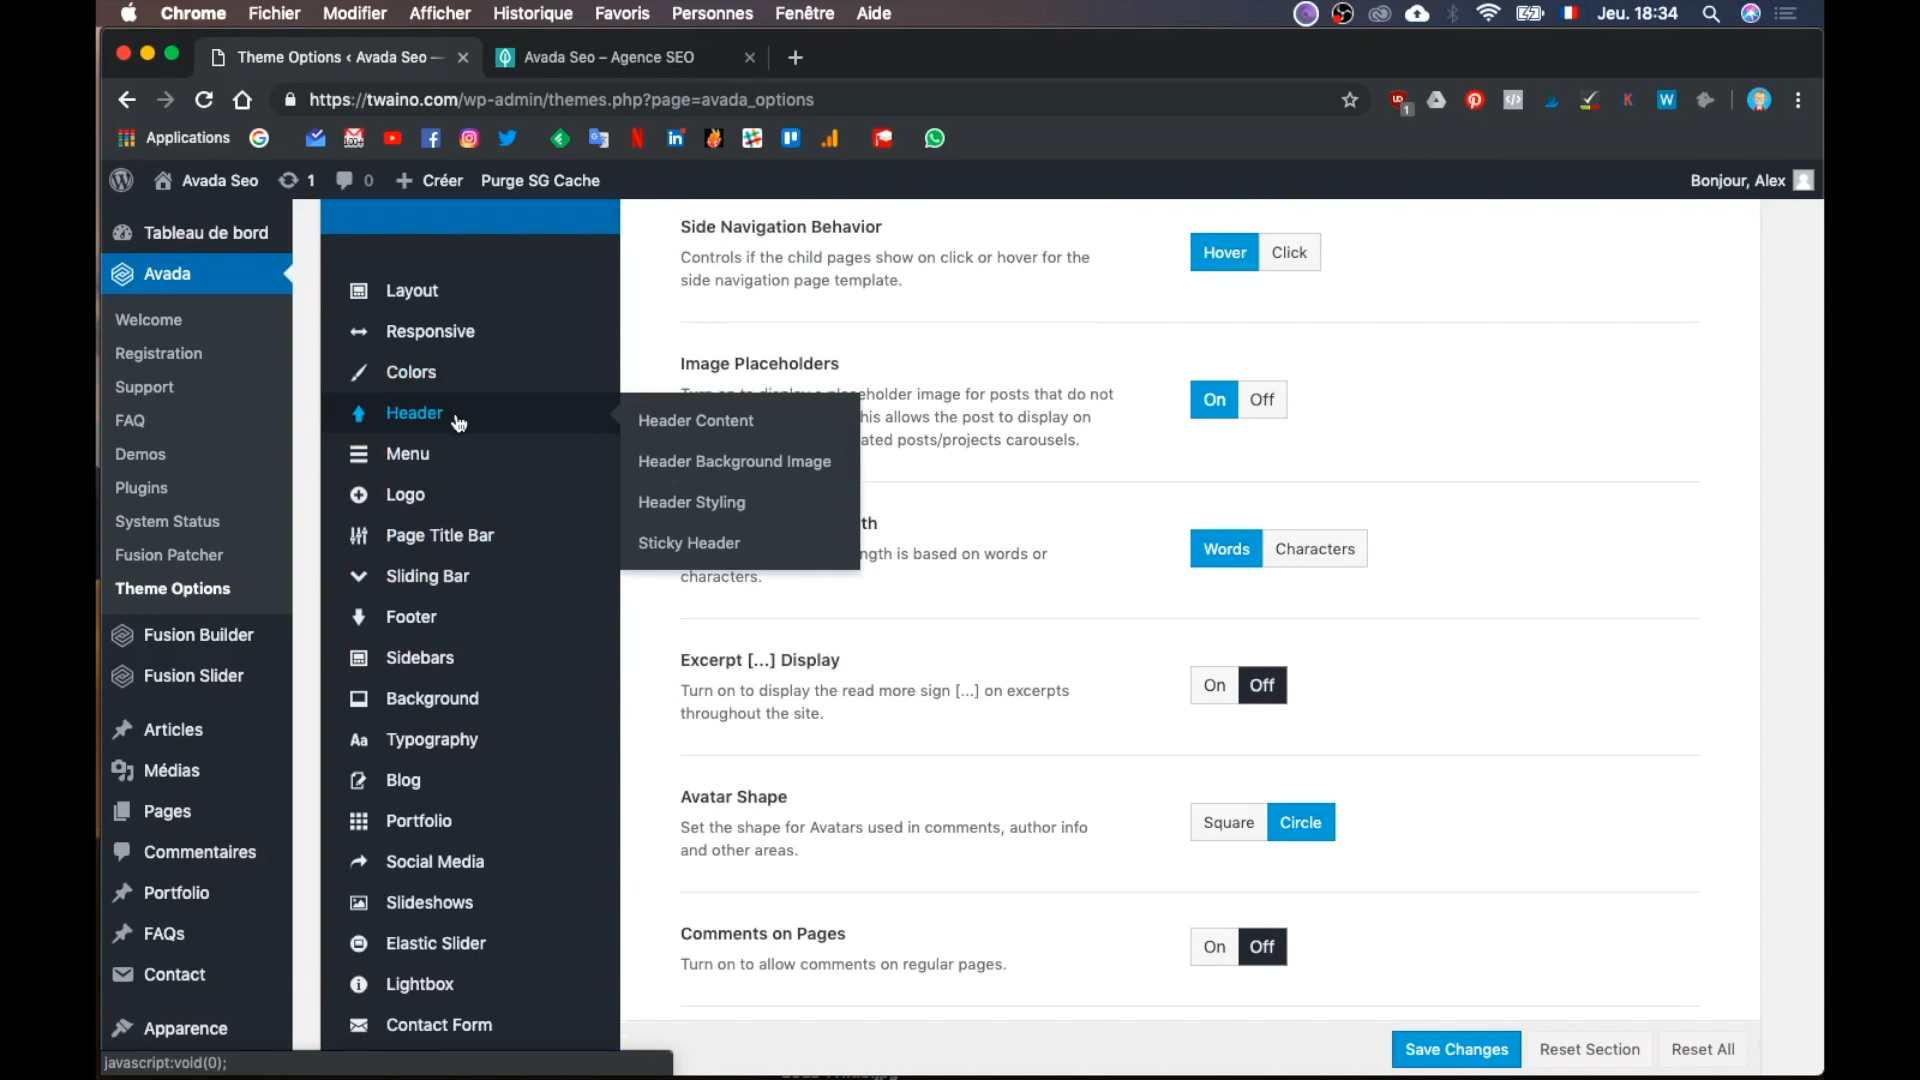 Chrome Fichier Modifier Afficher Historique Favoris Personnes Fenêtre Aide Jeu. 18:34
Theme Options ‹ Avada Seo —
Avada Seo – Agence SEO
https://twaino.com/wp-admin/themes.php?page=avada_options
Applications
Avada Seo 1 0 Créer Purge SG Cache Bonjour, Alex
Tableau de bord
Avada
Welcome
Registration
Support
FAQ
Demos
Plugins
System Status
Fusion Patcher
Theme Options
Fusion Builder
Fusion Slider
Articles
Médias
Pages
Commentaires
Portfolio
FAQs
Contact
Apparence
javascript:void(0);
Layout
Responsive
Colors
Header
Menu
Logo
Page Title Bar
Sliding Bar
Footer
Sidebars
Background
Typography
Blog
Portfolio
Social Media
Slideshows
Elastic Slider
Lightbox
Contact Form
Header Content
Header Background Image
Header Styling
Sticky Header
Side Navigation Behavior
Controls if the child pages show on click or hover for the
side navigation page template.
Hover Click
Image Placeholders
placeholder image for posts that do not
his allows the post to display on
ated posts/projects carousels.
On Off
th
ngth is based on words or
characters.
Words Characters
Excerpt [...] Display
Turn on to display the read more sign [...] on excerpts
throughout the site.
On Off
Avatar Shape
Set the shape for Avatars used in comments, author info
and other areas.
Square Circle
Comments on Pages
Turn on to allow comments on regular pages.
On Off
Save Changes Reset Section Reset All